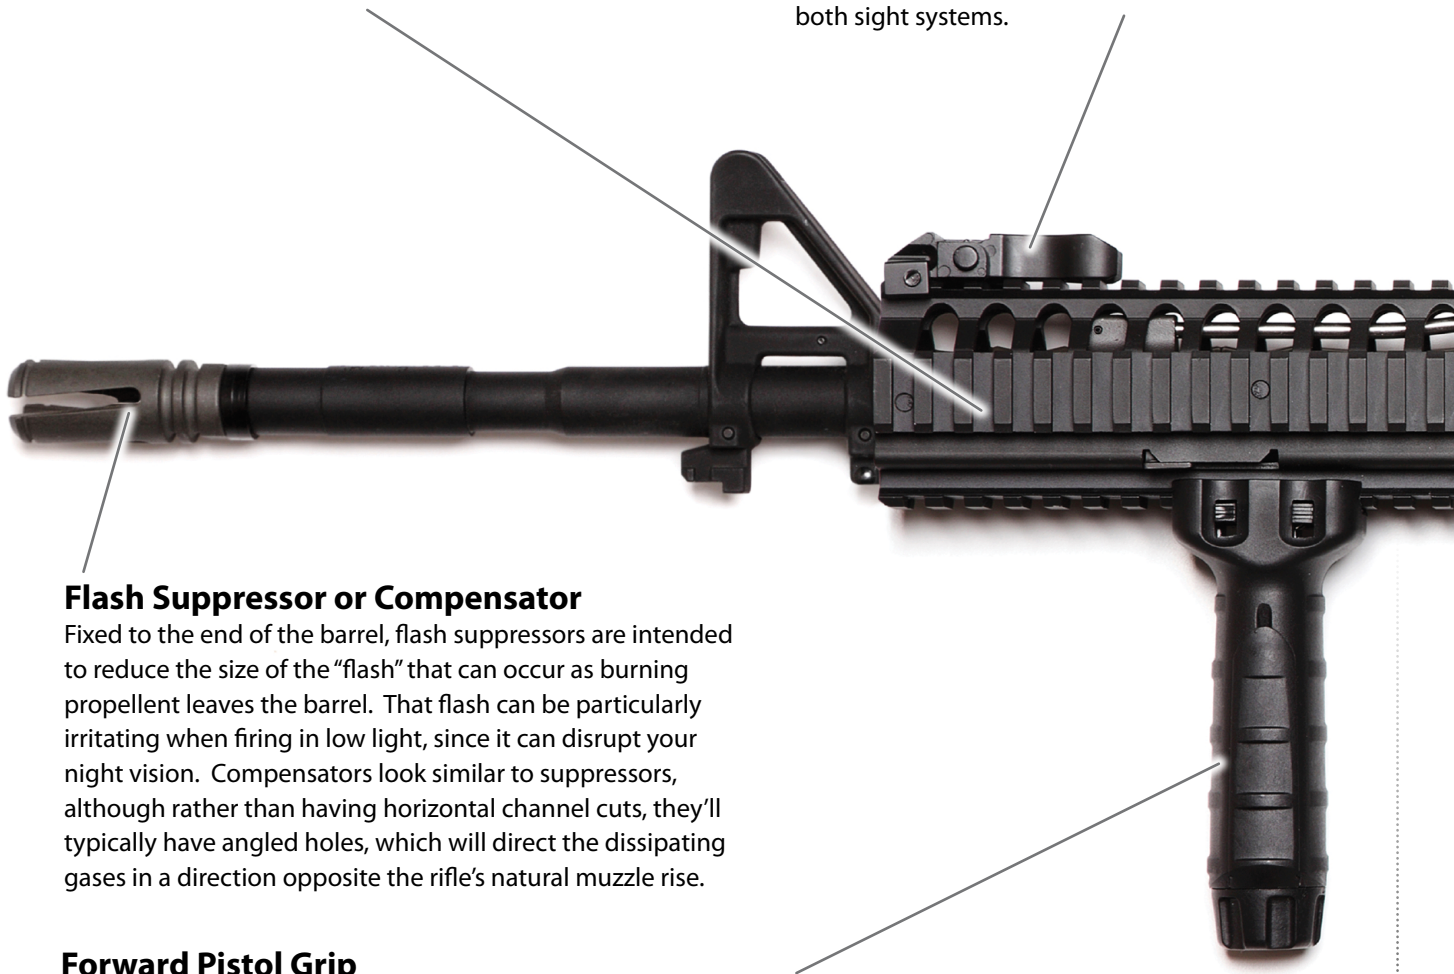 both sight systems.
Flash Suppressor or Compensator
Fixed to the end of the barrel, flash suppressors are intended
to reduce the size of the “flash” that can occur as burning
propellent leaves the barrel.  That flash can be particularly
irritating when firing in low light, since it can disrupt your
night vision.  Compensators look similar to suppressors,
although rather than having horizontal channel cuts, they’ll
typically have angled holes, which will direct the dissipating
gases in a direction opposite the rifle’s natural muzzle rise.
Forward Pistol Grip